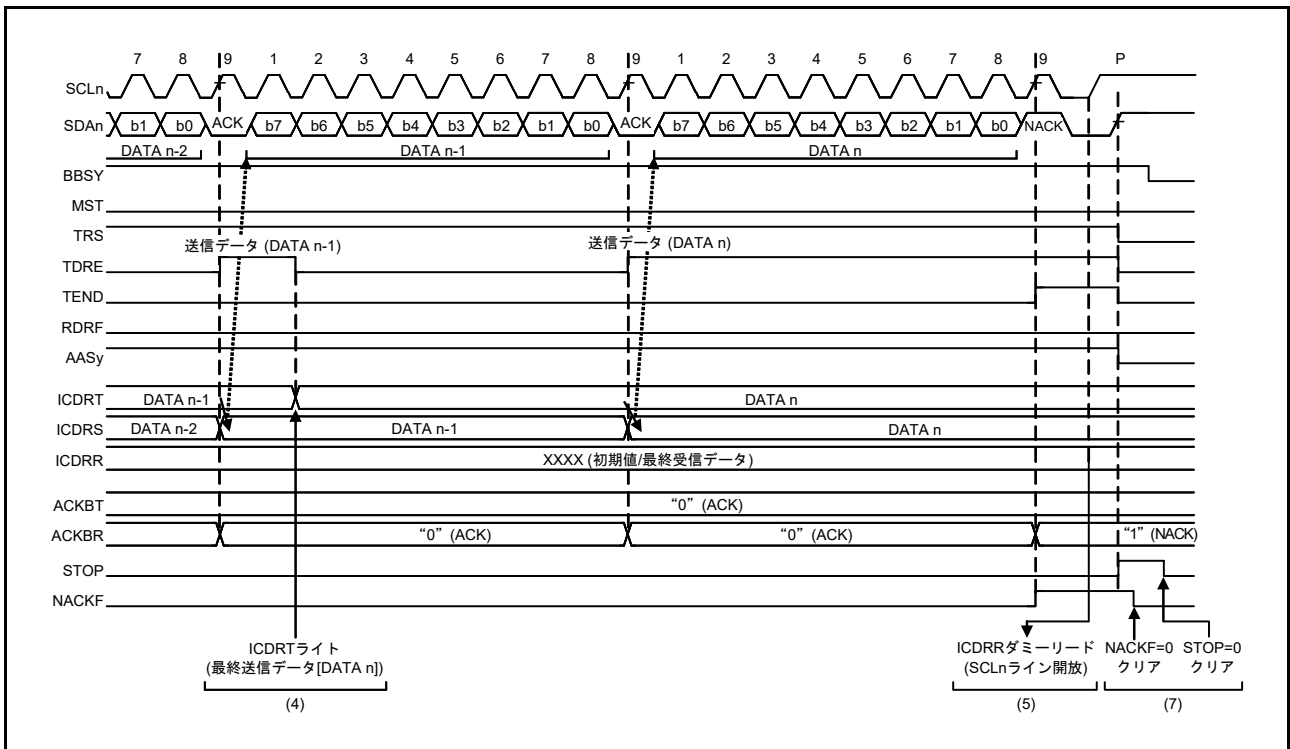 7 8 9 1 2 3 4 5 6 7 8 9 1 2 3 4 5 6 7 8 9 P
SCLn
SDAn b1 b0 ACK b7 b6 b5 b4 b3 b2 b1 b0 ACK b7 b6 b5 b4 b3 b2 b1 b0 NACK
DATA n-2 DATA n-1 DATA n
BBSY
MST
TRS
送信データ (DATA n-1) 送信データ (DATA n)
TDRE
TEND
RDRF
AASy
ICDRT DATA n-1 DATA n
ICDRS DATA n-2 DATA n-1 DATA n
ICDRR XXXX (初期値/最終受信データ)
ACKBT “0” (ACK)
ACKBR “0” (ACK) “0” (ACK) “1” (NACK)
STOP
NACKF
ICDRTライト ICDRRダミーリード NACKF=0 STOP=0
(最終送信データ[DATA n]) (SCLnライン開放) クリア クリア
(4) (5) (7)